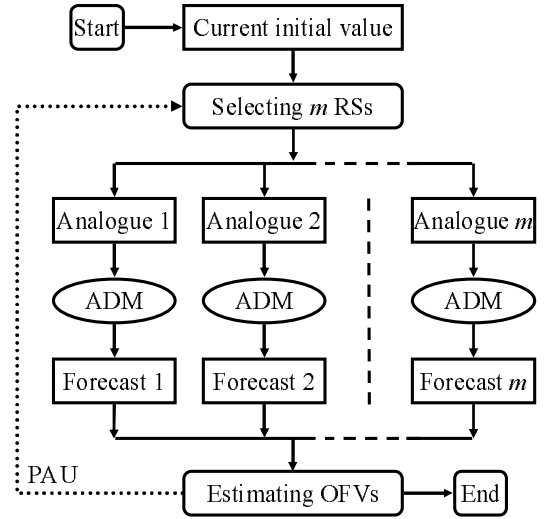 Start
Current initial value
Selecting m RSs
Analogue 1
Analogue 2
Analogue m
ADM
ADM
ADM
Forecast 1
Forecast 2
Forecast m
PAU
Estimating OFVs
End